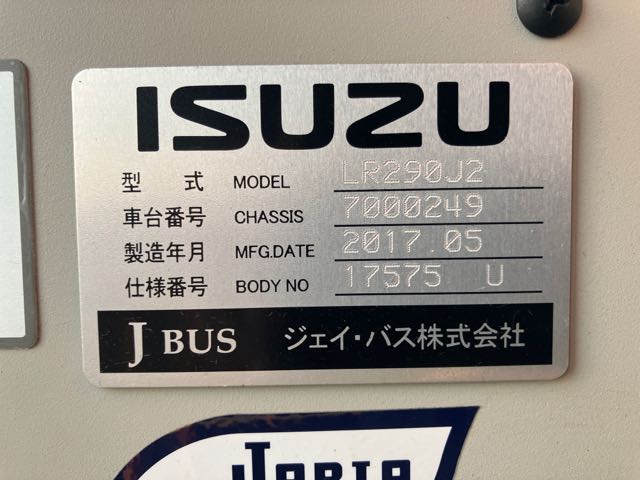 ISUZU
型式 MODEL LR290J2
車台番号 CHASSIS 7000249
製造年月 MFG.DATE 2017.05
仕様番号 BODY NO 17575 U
J BUS ジェイ・バス株式会社